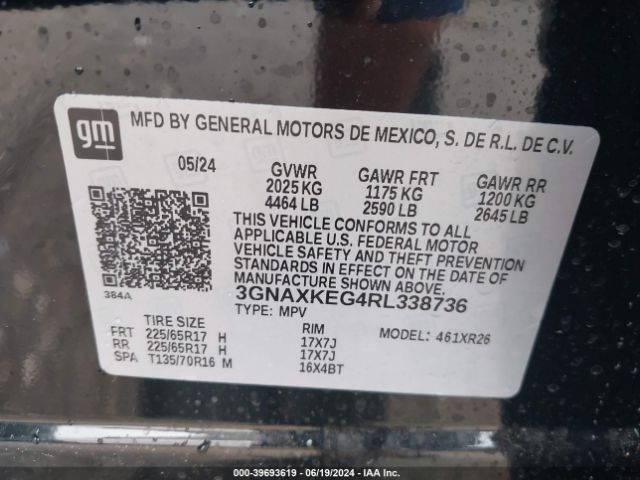 gm
MFD BY GENERAL MOTORS DE MEXICO, S. DE R.L. DE C.V.
05/24 GVWR GAWR FRT GAWR RR
2025 KG 1175 KG 1200 KG
4464 LB 2590 LB 2645 LB
THIS VEHICLE CONFORMS TO ALL
APPLICABLE U.S. FEDERAL MOTOR
VEHICLE SAFETY AND THEFT PREVENTION
STANDARDS IN EFFECT ON THE DATE OF
MANUFACTURE SHOWN ABOVE.
384A
3GNAXKEG4RL338736
TYPE: MPV
TIRE SIZE RIM MODEL: 461XR26
FRT 225/65R17 H 17X7J
RR 225/65R17 H 17X7J
SPA T135/70R16 M 16X4BT
000-39693619 | 06/19/2024 | IAA Inc.